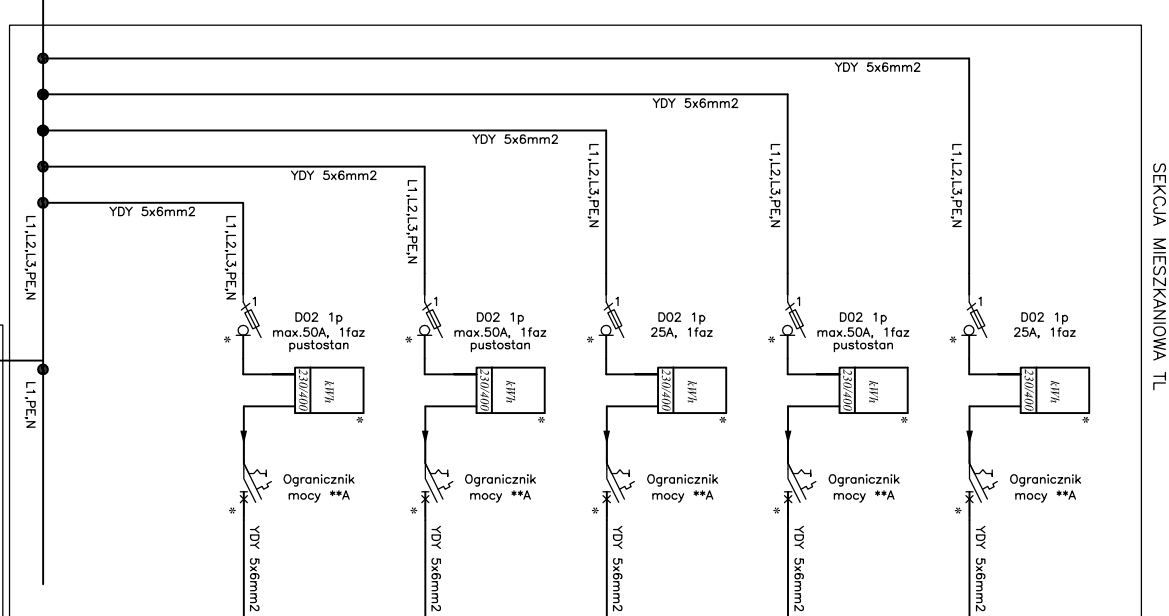 SEKCJA MIESZKANIOWA TL
YDY 5x6mm2
YDY 5x6mm2
YDY 5x6mm2
YDY 5x6mm2
YDY 5x6mm2
L1,L2,L3,PE,N
L1,L2,L3,PE,N
L1,L2,L3,PE,N
L1,L2,L3,PE,N
L1,L2,L3,PE,N
L1,L2,L3,PE,N
L1,PE,N
1
*
D02 1p
max.50A, 1faz
pustostan
230/400
kWh
*
Ogranicznik
mocy **A
*
YDY 5x6mm2
1
*
D02 1p
max.50A, 1faz
pustostan
230/400
kWh
*
Ogranicznik
mocy **A
*
YDY 5x6mm2
1
*
D02 1p
25A, 1faz
230/400
kWh
*
Ogranicznik
mocy **A
*
YDY 5x6mm2
1
*
D02 1p
max.50A, 1faz
pustostan
230/400
kWh
*
Ogranicznik
mocy **A
*
YDY 5x6mm2
1
*
D02 1p
25A, 1faz
230/400
kWh
*
Ogranicznik
mocy **A
*
YDY 5x6mm2